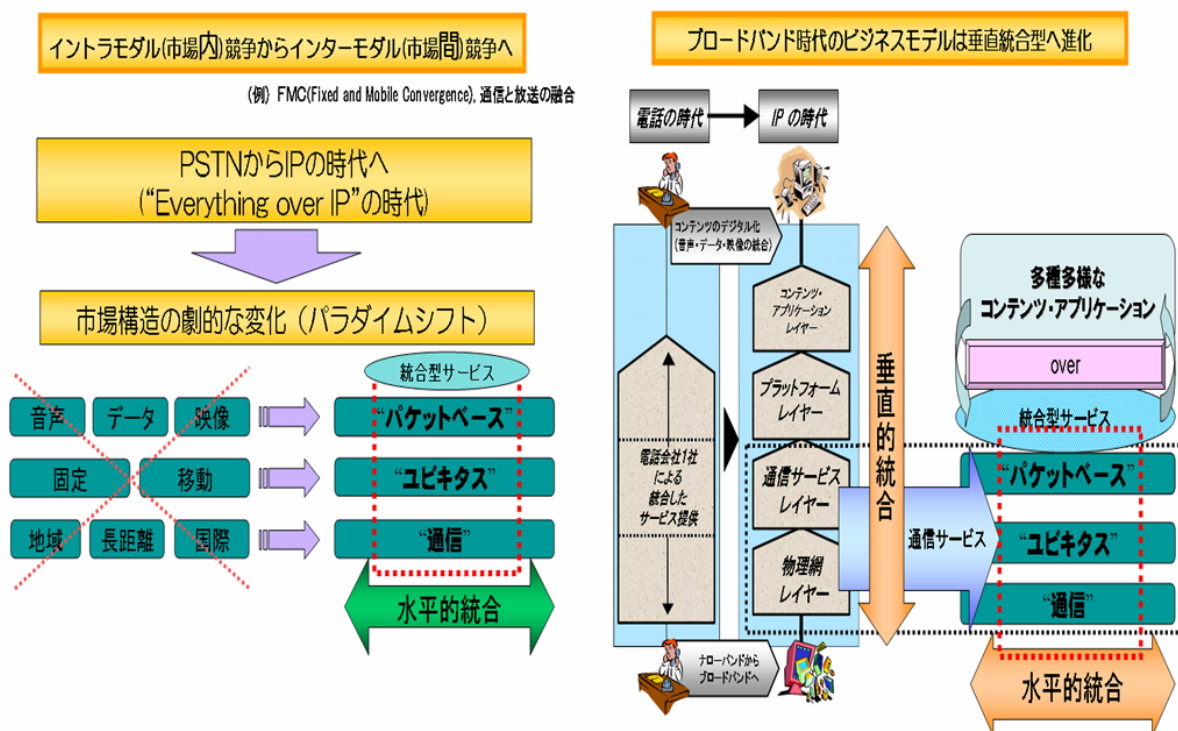 イントラモダル(市場内)競争からインターモダル(市場間)競争へ
(例) FMC(Fixed and Mobile Convergence), 通信と放送の融合
PSTNからIPの時代へ
(“Everything over IP”の時代)
市場構造の劇的な変化（パラダイムシフト）
統合型サービス
音声 データ 映像
“パケットベース”
固定 移動
“ユビキタス”
地域 長距離 国際
“通信”
水平的統合
ブロードバンド時代のビジネスモデルは垂直統合型へ進化
電話の時代
IP の時代
コンテンツのデジタル化
(音声・データ・映像の統合)
電話会社1社
による
統合した
サービス提供
コンテンツ・
アプリケーション
レイヤー
プラットフォーム
レイヤー
通信サービス
レイヤー
物理網
レイヤー
ナローバンドから
ブロードバンドへ
垂直的統合
通信サービス
多種多様な
コンテンツ・アプリケーション
over
統合型サービス
“パケットベース”
“ユビキタス”
“通信”
水平的統合